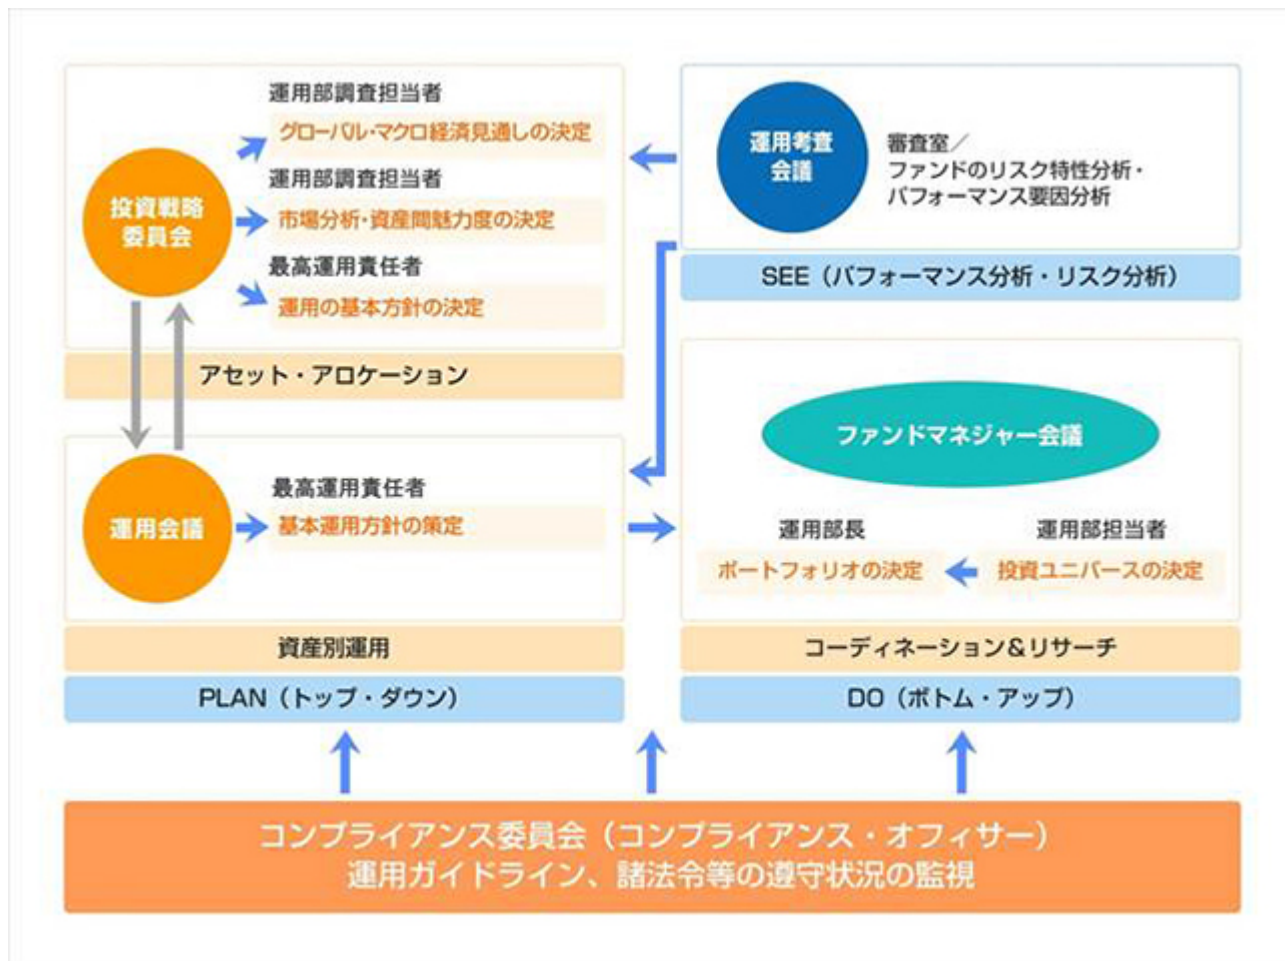 運用部調査担当者
グローバル・マクロ経済見通しの決定
投資戦略
委員会
運用部調査担当者
市場分析・資産間魅力度の決定
最高運用責任者
運用の基本方針の決定
アセット・アロケーション
運用会議
最高運用責任者
基本運用方針の策定
資産別運用
PLAN（トップ・ダウン）
運用考査
会議
審査室／
ファンドのリスク特性分析・
パフォーマンス要因分析
SEE（パフォーマンス分析・リスク分析）
ファンドマネジャー会議
運用部長
ポートフォリオの決定
運用部担当者
投資ユニバースの決定
コーディネーション＆リサーチ
DO（ボトム・アップ）
コンプライアンス委員会（コンプライアンス・オフィサー）
運用ガイドライン、諸法令等の遵守状況の監視